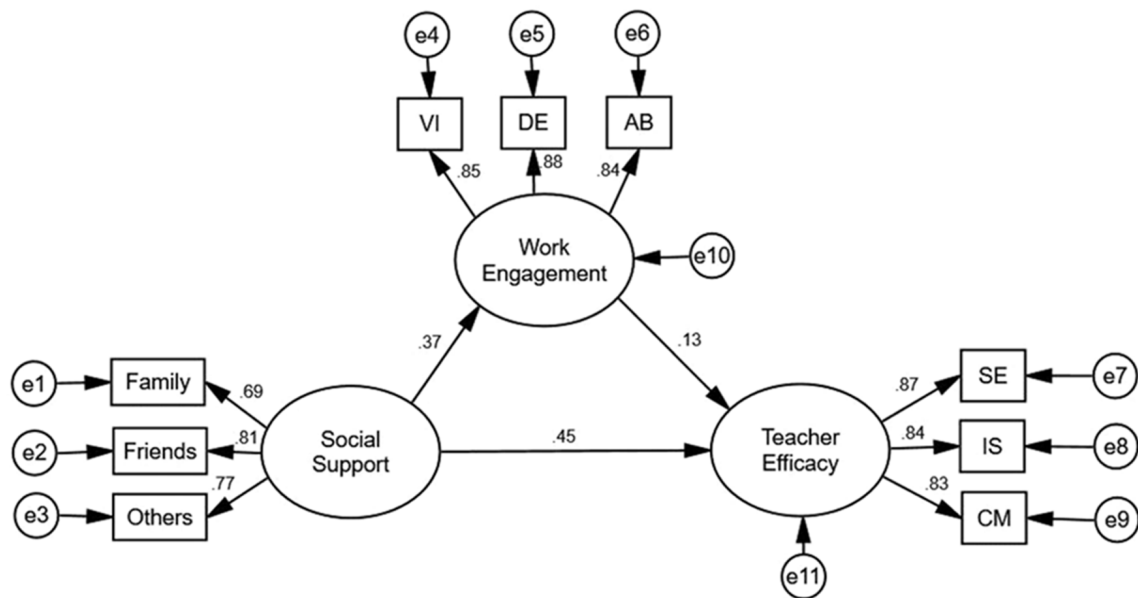 e4
e5
e6
VI
DE
AB
.85
.88
.84
Work
Engagement
e10
.37
.13
e1
Family
.69
e2
Friends
.81
e3
Others
.77
Social
Support
.45
Teacher
Efficacy
.87
SE
e7
.84
IS
e8
.83
CM
e9
e11